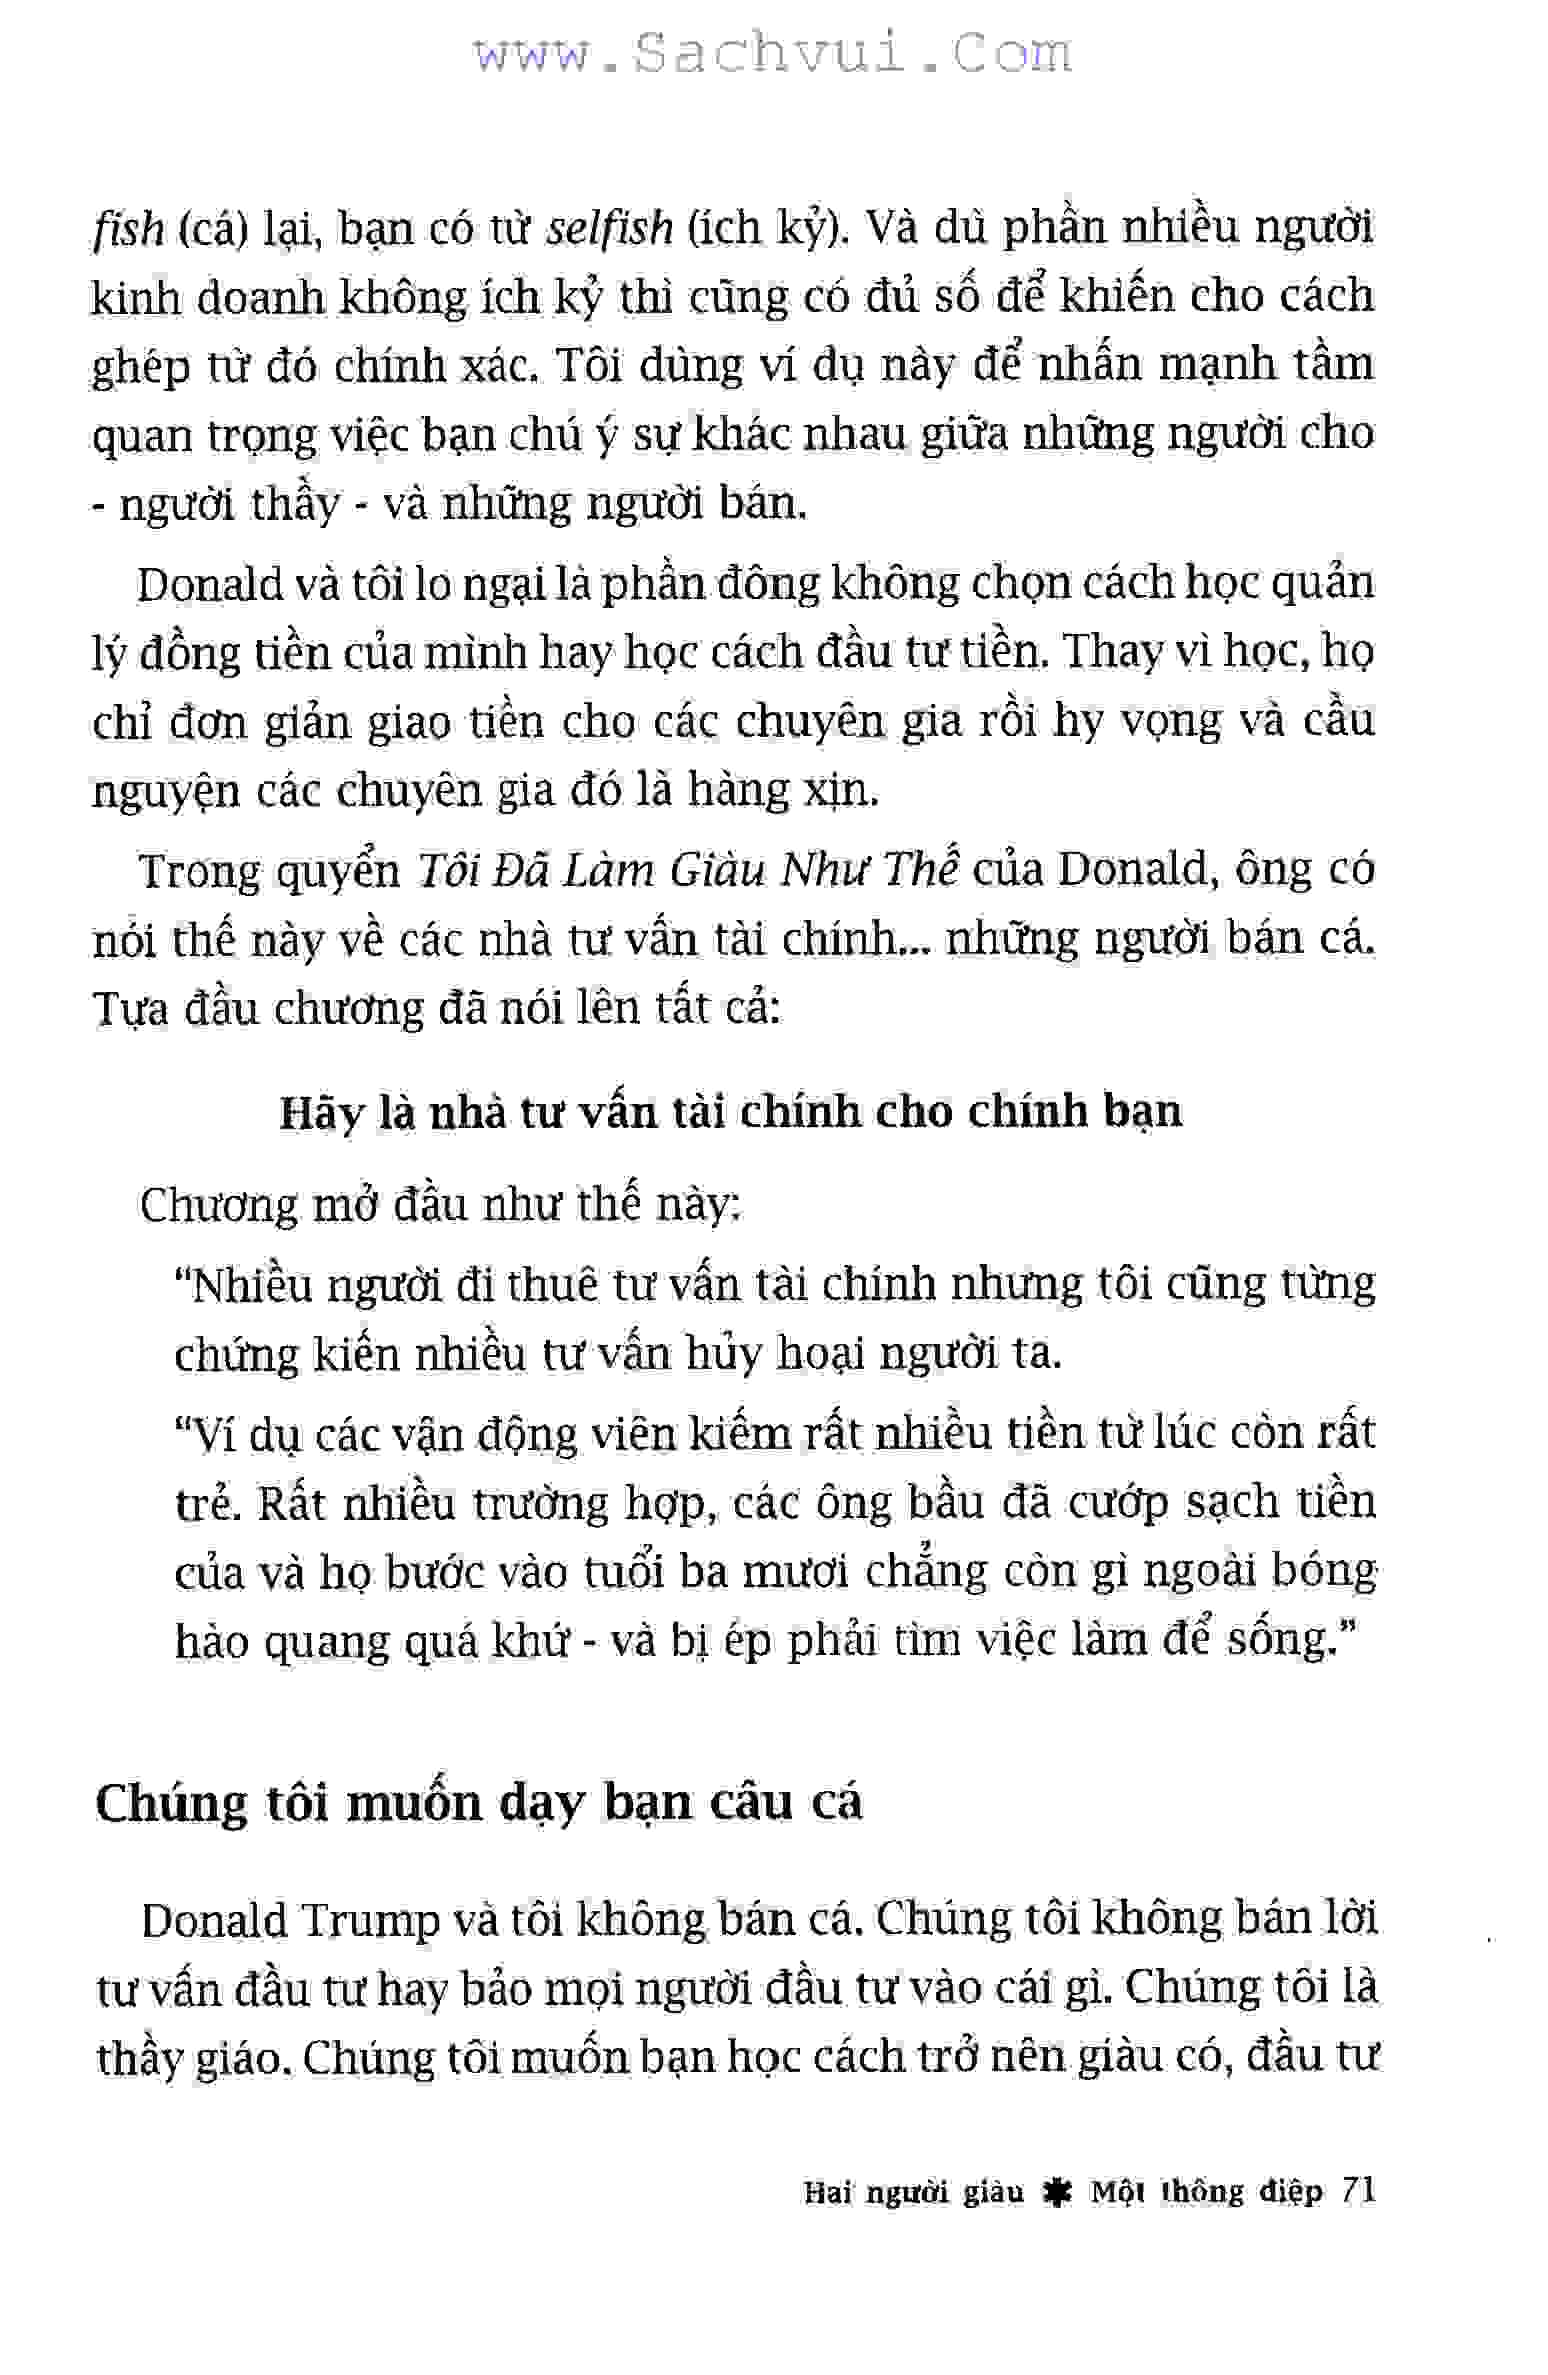 www.Sachvui.Com
fish (cá) lại, bạn có từ selfish (ích kỷ). Và dù phần nhiều người
kinh doanh không ích kỷ thì cũng có đủ số để khiến cho cách
ghép từ đó chính xác. Tôi dùng ví dụ này để nhấn mạnh tầm
quan trọng việc bạn chú ý sự khác nhau giữa những người cho
- người thầy - và những người bán.
Donald và tôi lo ngại là phần đông không chọn cách học quản
lý đồng tiền của mình hay học cách đầu tư tiền. Thay vì học, họ
chỉ đơn giản giao tiền cho các chuyên gia rồi hy vọng và cầu
nguyện các chuyên gia đó là hàng xịn.
Trong quyển Tôi Đã Làm Giàu Như Thế của Donald, ông có
nói thế này về các nhà tư vấn tài chính... những người bán cá.
Tựa đầu chương đã nói lên tất cả:
Hãy là nhà tư vấn tài chính cho chính bạn
Chương mở đầu như thế này:
“Nhiều người đi thuê tư vấn tài chính nhưng tôi cũng từng
chứng kiến nhiều tư vấn hủy hoại người ta.
“Ví dụ các vận động viên kiếm rất nhiều tiền từ lúc còn rất
trẻ. Rất nhiều trường hợp, các ông bầu đã cướp sạch tiền
của và họ bước vào tuổi ba mươi chẳng còn gì ngoài bóng
hào quang quá khứ - và bị ép phải tìm việc làm để sống.”
Chúng tôi muốn dạy bạn câu cá
Donald Trump và tôi không bán cá. Chúng tôi không bán lời
tư vấn đầu tư hay bảo mọi người đầu tư vào cái gì. Chúng tôi là
thầy giáo. Chúng tôi muốn bạn học cách trở nên giàu có, đầu tư
Hai người giàu ✱ Một thông điệp 71